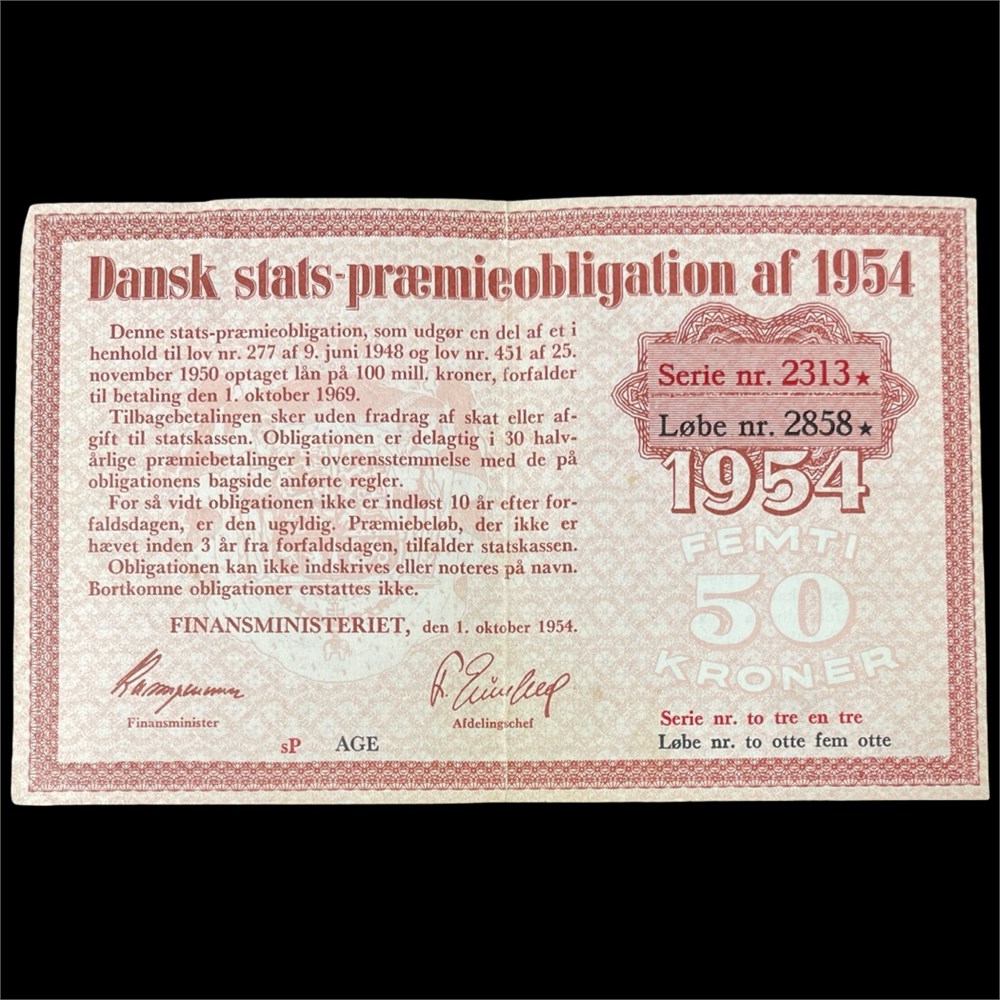 Dansk stats-præmieobligation af 1954
Denne stats-præmieobligation, som udgør en del af et i
henhold til lov nr. 277 af 9. juni 1948 og lov nr. 451 af 25.
november 1950 optaget lån på 100 mill. kroner, forfalder
til betaling den 1. oktober 1969.
Tilbagebetalingen sker uden fradrag af skat eller af-
gift til statskassen. Obligationen er delagtig i 30 halv-
årlige præmiebetalinger i overensstemmelse med de på
obligationens bagside anførte regler.
For så vidt obligationen ikke er indløst 10 år efter for-
faldsdagen, er den ugyldig. Præmiebeløb, der ikke er
hævet inden 3 år fra forfaldsdagen, tilfalder statskassen.
Obligationen kan ikke indskrives eller noteres på navn.
Bortkomne obligationer erstattes ikke.
FINANSMINISTERIET, den 1. oktober 1954.
Finansminister
Afdelingschef
sP AGE
Serie nr. 2313★
Løbe nr. 2858★
1954
FEMTI
50
KRONER
Serie nr. to tre en tre
Løbe nr. to otte fem otte